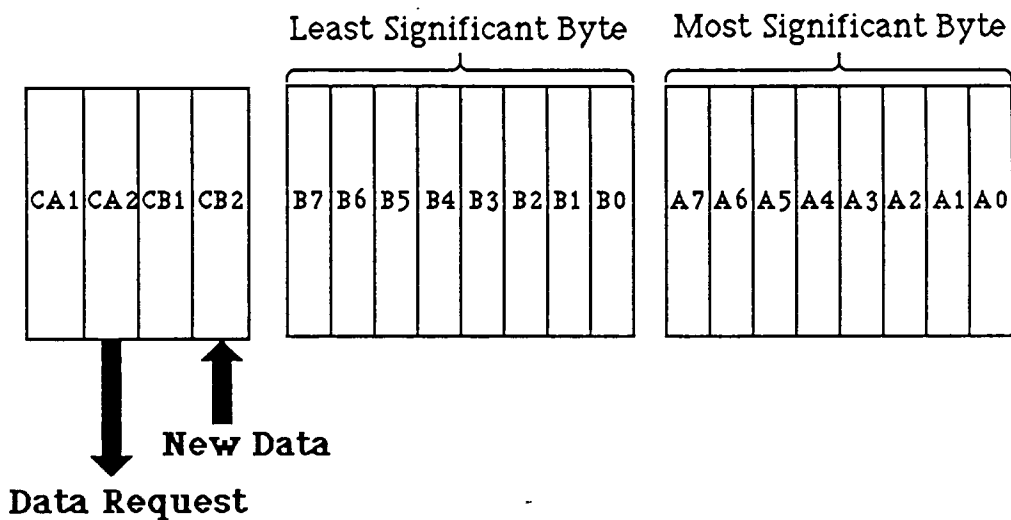 Least Significant Byte Most Significant Byte
CA1 CA2 CB1 CB2 B7 B6 B5 B4 B3 B2 B1 B0 A7 A6 A5 A4 A3 A2 A1 A0
New Data
Data Request